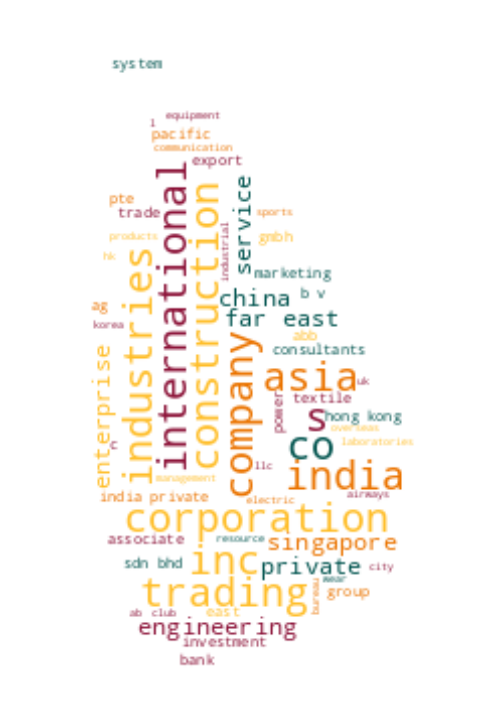 system
equipment
l
pacific
communication
export
international
construction
service
pte
trade
sports
products
gmbh
industrial
hk
industries
marketing
china
b v
ag
far east
korea
company
abb
consultants
enterprise
asia
uk
power
textile
s
hong kong
overseas
c
co
laboratories
llc
india
management
airways
india private
electric
corporation
associate
resource
singapore
inc
sdn bhd
private
city
wear
trading
bureau
group
ab
club
east
engineering
investment
bank